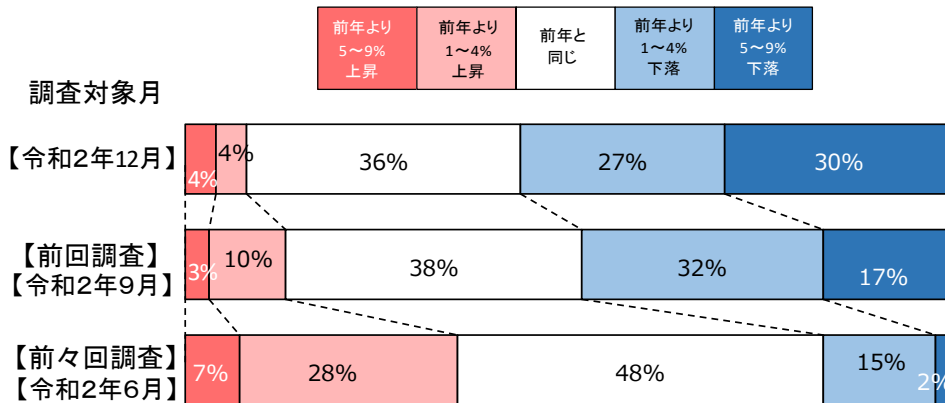 前年より
5～9%
上昇
前年より
1～4%
上昇
前年と
同じ
前年より
1～4%
下落
前年より
5～9%
下落
調査対象月
【令和２年12月】
4%
4%
36%
27%
30%
【前回調査】
【令和２年９月】
3%
10%
38%
32%
17%
【前々回調査】
【令和２年６月】
7%
28%
48%
15%
2%